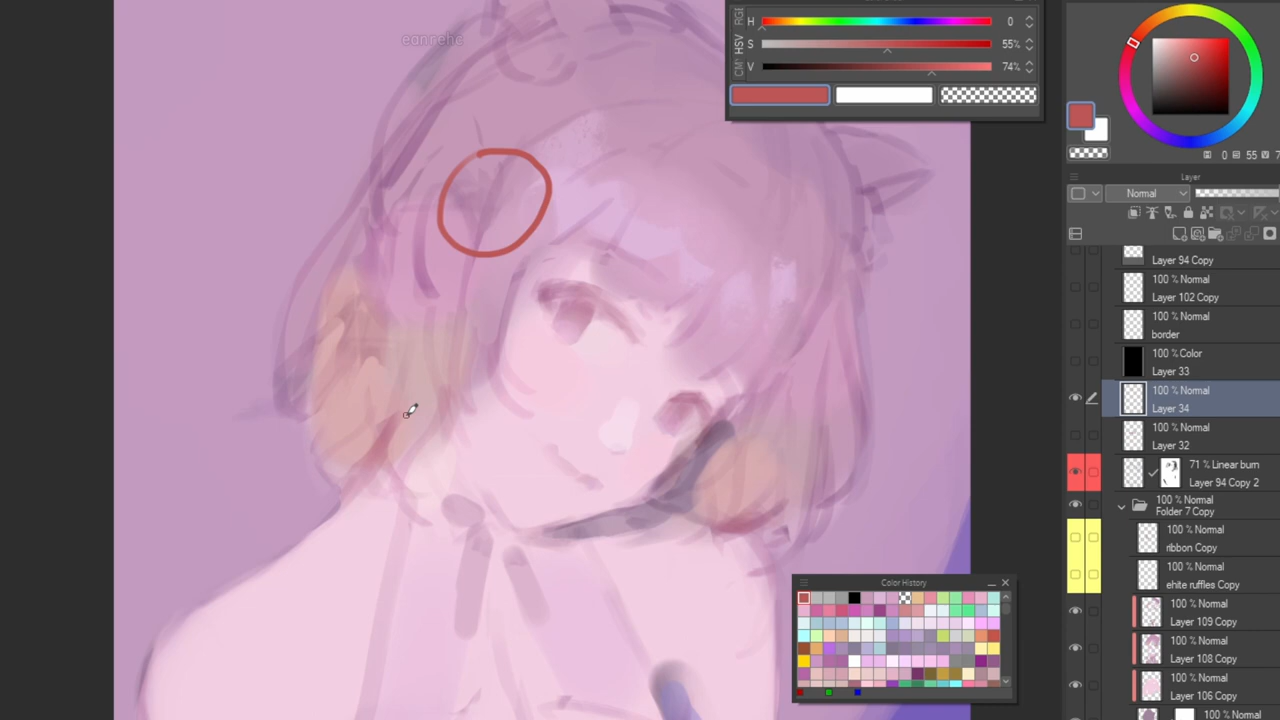 eanrehe
RGB
HSV
CM
H 0
S 55%
V 74%
0 55 7
Layer
Normal
Layer 94 Copy
100 % Normal
Layer 102 Copy
100 % Normal
border
100 % Color
Layer 33
100 % Normal
Layer 34
100 % Normal
Layer 32
71 % Linear burn
Layer 94 Copy 2
100 % Normal
Folder 7 Copy
100 % Normal
ribbon Copy
100 % Normal
ehite ruffles Copy
100 % Normal
Layer 109 Copy
100 % Normal
Layer 108 Copy
100 % Normal
Layer 106 Copy
100 % Normal
Color History